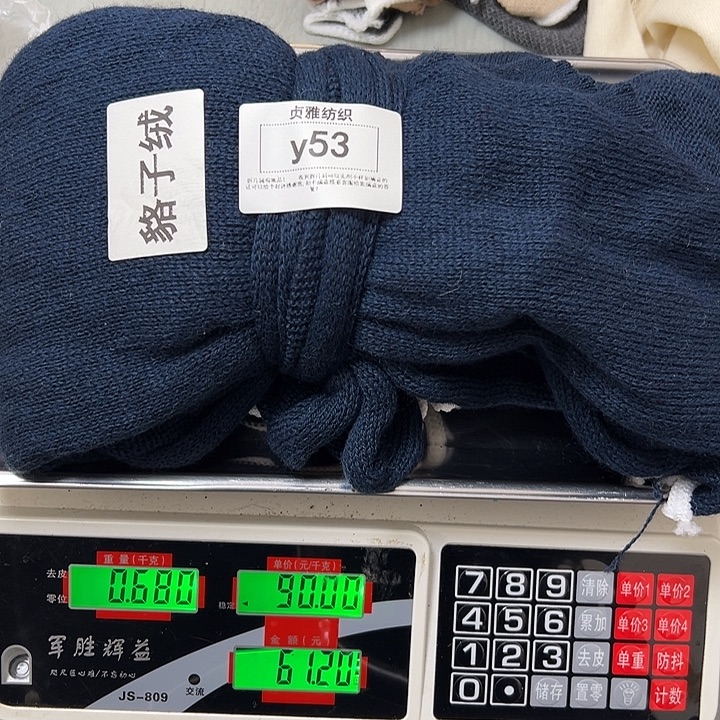 貉子绒
贞雅纺织
y53
重量(千克)
去皮
零位
0.680
单价(元/千克)
稳定
90.00
金额(元)
61.20
军胜辉益
JS-809
交流
7 8 9 清除 单价1 单价2
4 5 6 累加 单价3 单价4
1 2 3 去皮 单重 防抖
0 • 储存 置零 计数